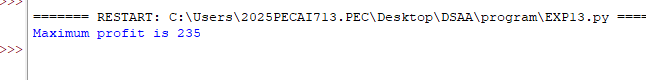 >>>
======= RESTART: C:\Users\2025PECAI713.PEC\Desktop\DSAA\program\EXP13.py ====
Maximum profit is 235
>>>